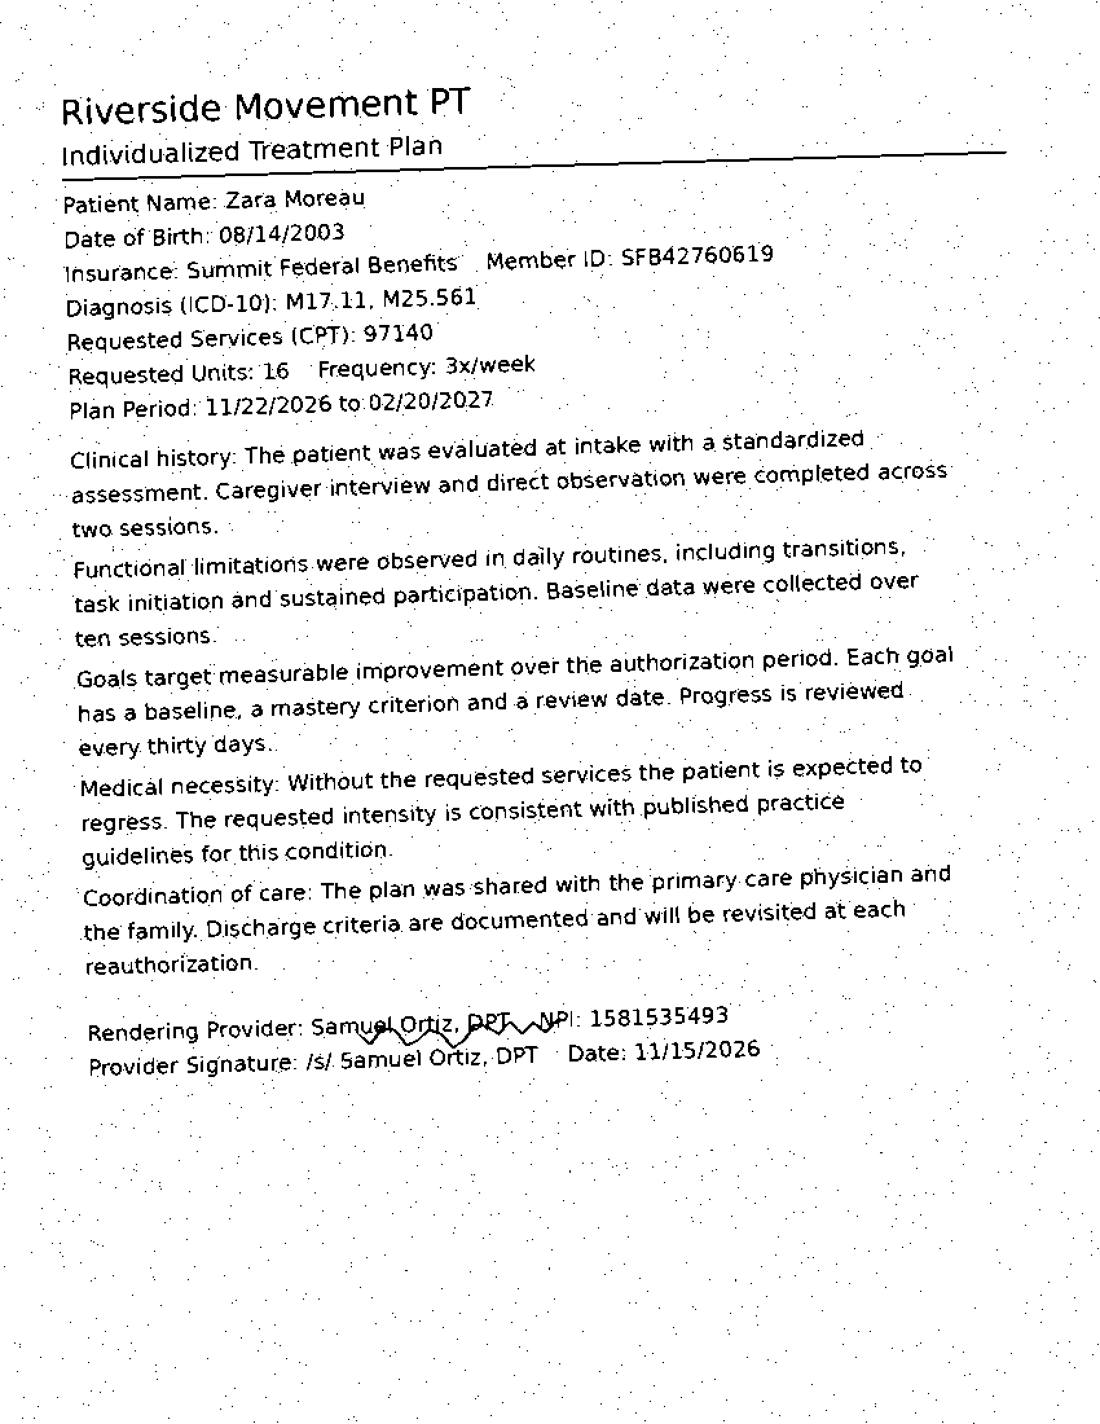 Riverside Movement PT
Individualized Treatment Plan
Patient Name: Zara Moreau
Date of Birth: 08/14/2003
Insurance: Summit Federal Benefits Member ID: SFB42760619
Diagnosis (ICD-10): M17.11, M25.561
Requested Services (CPT): 97140
Requested Units: 16 Frequency: 3x/week
Plan Period: 11/22/2026 to 02/20/2027
Clinical history: The patient was evaluated at intake with a standardized
assessment. Caregiver interview and direct observation were completed across
two sessions.
Functional limitations were observed in daily routines, including transitions,
task initiation and sustained participation. Baseline data were collected over
ten sessions.
Goals target measurable improvement over the authorization period. Each goal
has a baseline, a mastery criterion and a review date. Progress is reviewed
every thirty days.
Medical necessity: Without the requested services the patient is expected to
regress. The requested intensity is consistent with published practice
guidelines for this condition.
Coordination of care: The plan was shared with the primary care physician and
the family. Discharge criteria are documented and will be revisited at each
reauthorization.
Rendering Provider: Samuel Ortiz, DPT NPI: 1581535493
Provider Signature: /s/ Samuel Ortiz, DPT Date: 11/15/2026